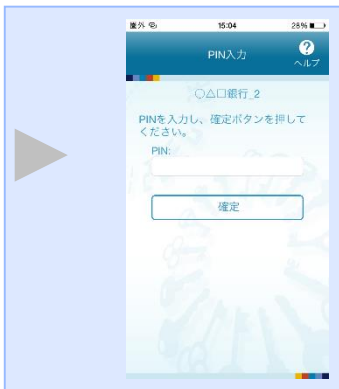 圏外 15:04 28%
PIN入力
?
ヘルプ
○△□銀行_2
PINを入力し、確定ボタンを押して
ください。
PIN:
確定